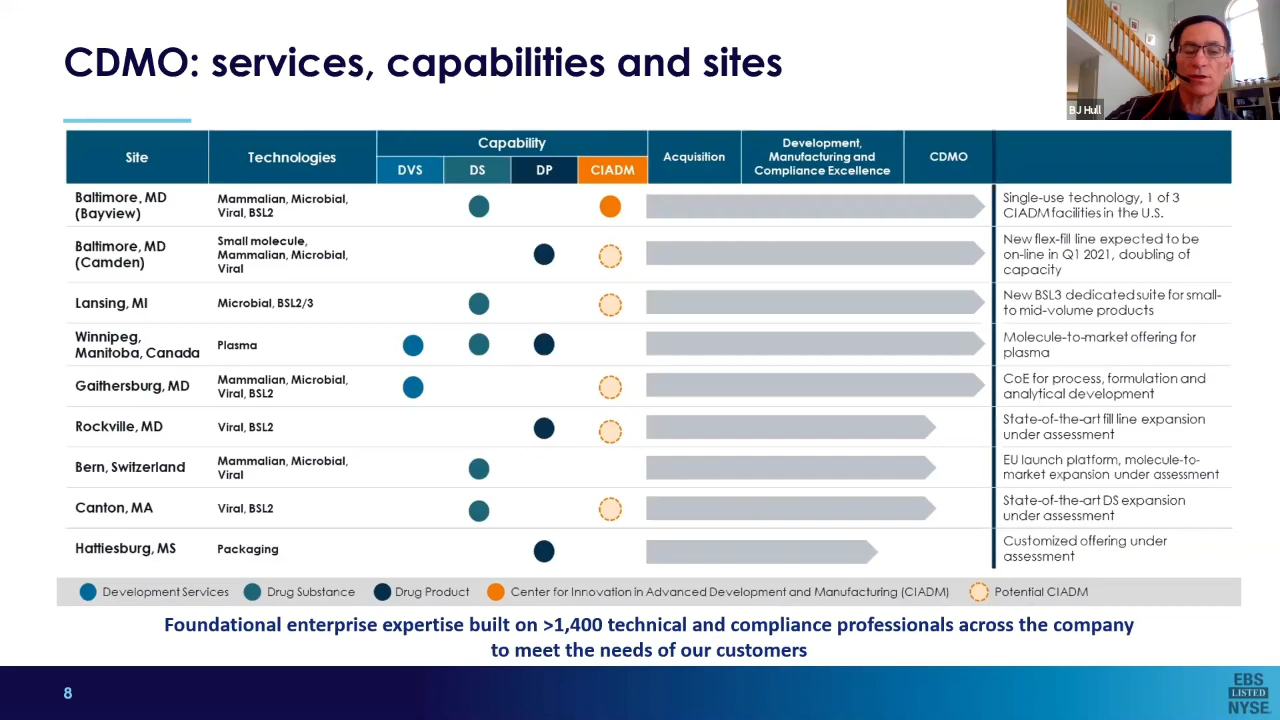 CDMO: services, capabilities and sites
BJ Hull
Site
Technologies
Capability
DVS
DS
DP
CIADM
Acquisition
Development,
Manufacturing and
Compliance Excellence
CDMO
Baltimore, MD
(Bayview)
Mammalian, Microbial,
Viral, BSL2
Single-use technology, 1 of 3
CIADM facilities in the U.S.
Baltimore, MD
(Camden)
Small molecule,
Mammalian, Microbial,
Viral
New flex-fill line expected to be
on-line in Q1 2021, doubling of
capacity
Lansing, MI
Microbial, BSL2/3
New BSL3 dedicated suite for small-
to mid-volume products
Winnipeg,
Manitoba, Canada
Plasma
Molecule-to-market offering for
plasma
Gaithersburg, MD
Mammalian, Microbial,
Viral, BSL2
CoE for process, formulation and
analytical development
Rockville, MD
Viral, BSL2
State-of-the-art fill line expansion
under assessment
Bern, Switzerland
Mammalian, Microbial,
Viral
EU launch platform, molecule-to-
market expansion under assessment
Canton, MA
Viral, BSL2
State-of-the-art DS expansion
under assessment
Hattiesburg, MS
Packaging
Customized offering under
assessment
Development Services
Drug Substance
Drug Product
Center for Innovation in Advanced Development and Manufacturing (CIADM)
Potential CIADM
Foundational enterprise expertise built on >1,400 technical and compliance professionals across the company
to meet the needs of our customers
8
EBS
LISTED
NYSE